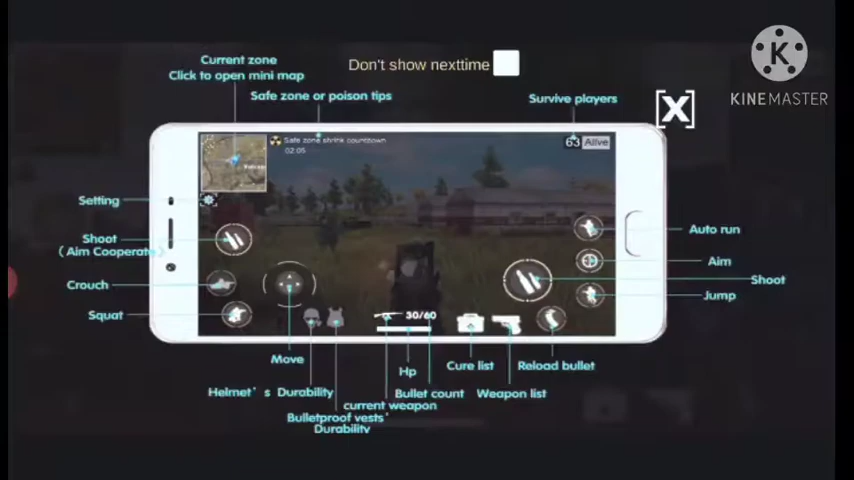 Current zone
Click to open mini map
Don't show nexttime
Safe zone or poison tips
Survive players
[X]
KINEMASTER
Safe zone shrink countdown
02:05
63 Alive
Setting
Shoot
(Aim Cooperate)
Crouch
Squat
Auto run
Aim
Shoot
Jump
30/60
Move
Hp
Cure list
Reload bullet
Helmet' s Durability
Bullet count
Weapon list
current weapon
Bulletproof vests'
Durability